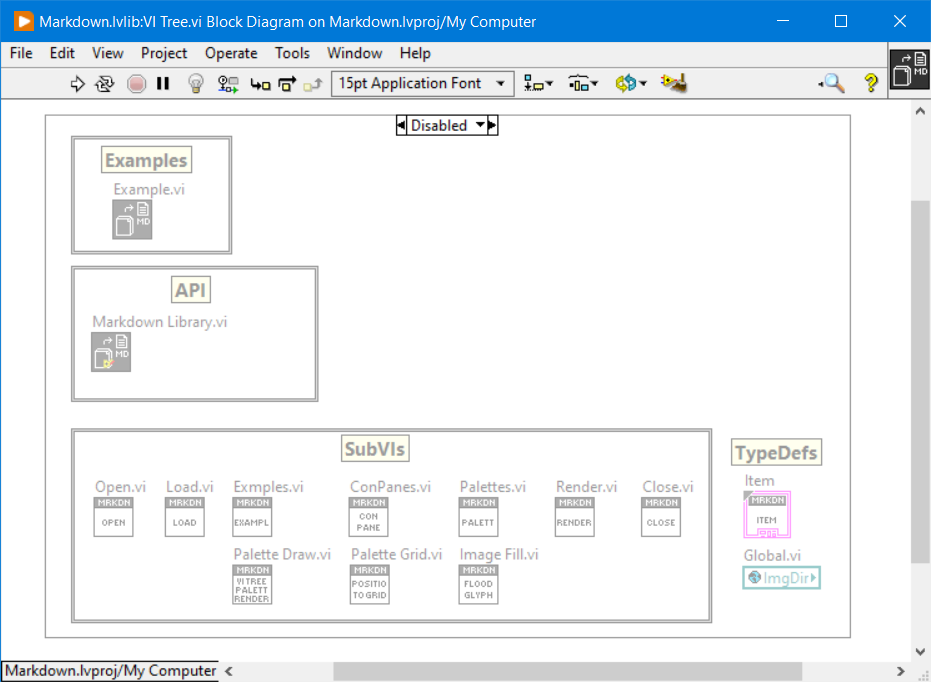 Markdown.lvlib:VI Tree.vi Block Diagram on Markdown.lvproj/My Computer
File Edit View Project Operate Tools Window Help
15pt Application Font
MD
Disabled
Examples
Example.vi
MD
API
Markdown Library.vi
MD
SubVIs
Open.vi Load.vi Exmples.vi ConPanes.vi Palettes.vi Render.vi Close.vi
MRKDN MRKDN MRKDN MRKDN MRKDN MRKDN MRKDN
OPEN LOAD EXAMPL CON PALETT RENDER CLOSE
PANE
Palette Draw.vi Palette Grid.vi Image Fill.vi
MRKDN MRKDN MRKDN
VI TREE POSITIO FLOOD
PALETT TO GRID GLYPH
RENDER
TypeDefs
Item
MRKDN
ITEM
Global.vi
ImgDir
Markdown.lvproj/My Computer